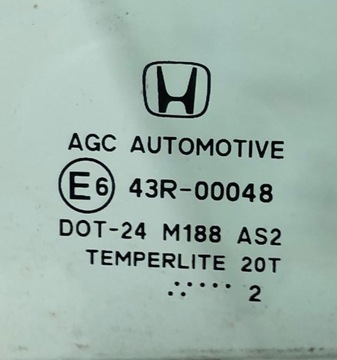 AGC AUTOMOTIVE
E6 43R-00048
DOT-24 M188 AS2
TEMPERLITE 20T
2